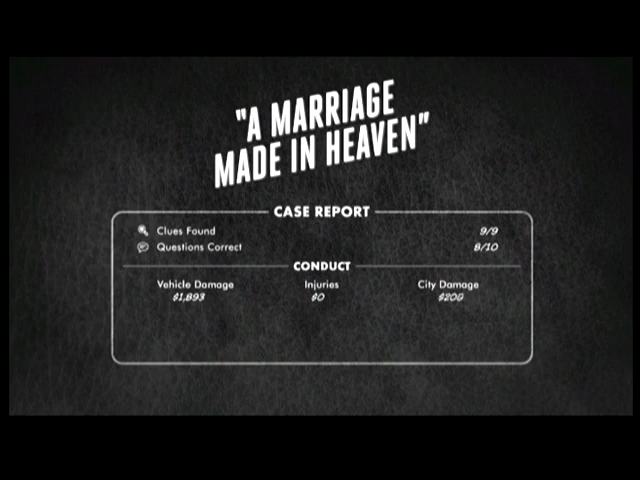 "A MARRIAGE
MADE IN HEAVEN"
CASE REPORT
Clues Found 9/9
Questions Correct 8/10
CONDUCT
Vehicle Damage Injuries City Damage
$1,893 $0 $200